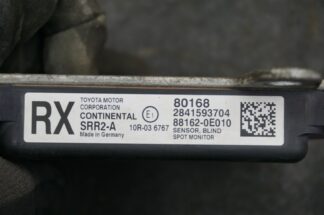 RX
TOYOTA MOTOR
CORPORATION
CONTINENTAL
SRR2-A
Made in Germany
E1
10R-03 6767
80168
2841593704
88162-0E010
SENSOR, BLIND
SPOT MONITOR